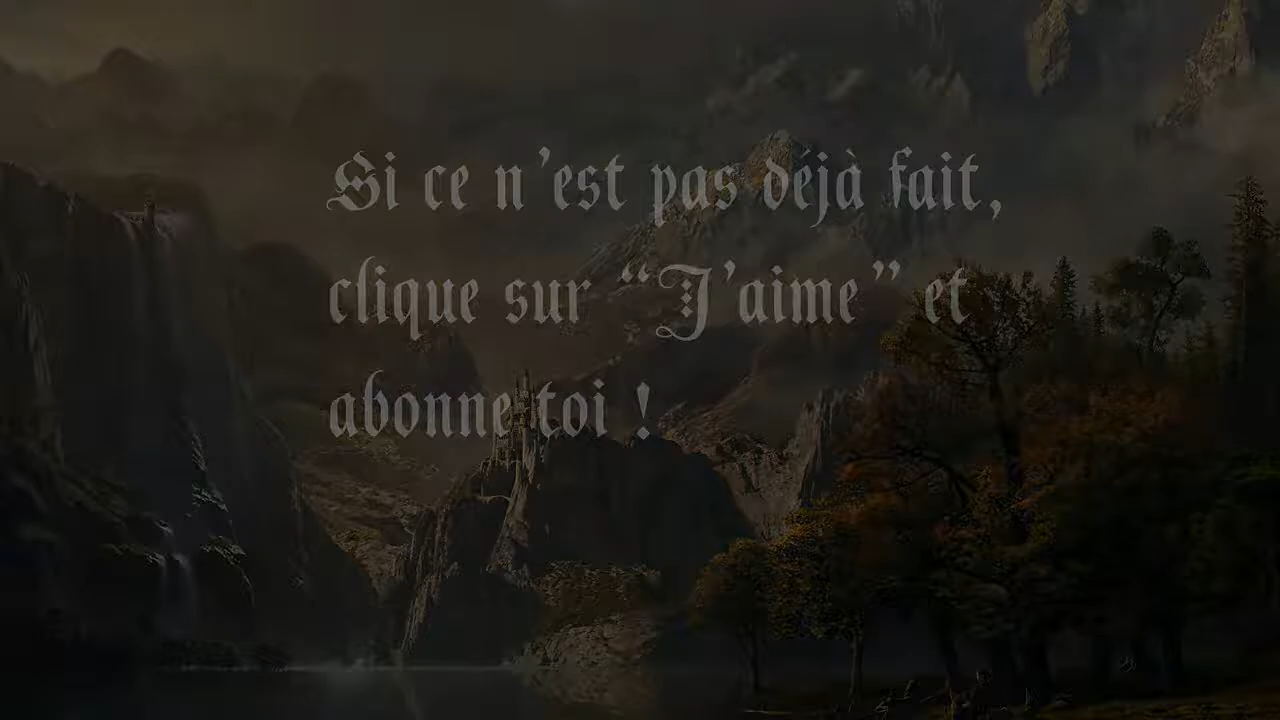 Si ce n'est pas déjà fait,
clique sur “J'aime” et
abonne toi !